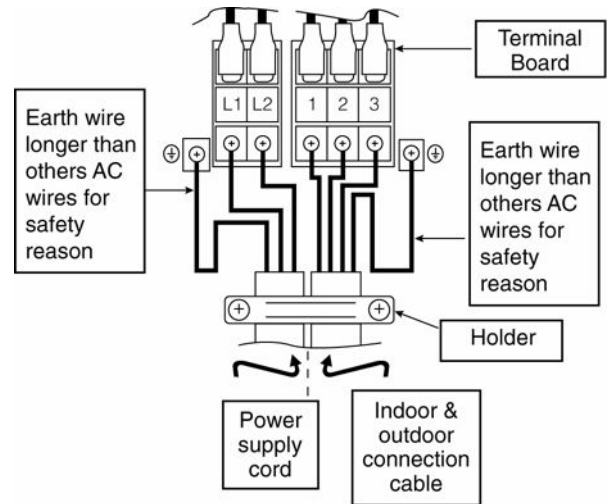 Terminal
Board
L1 L2 1 2 3
Earth wire
longer than
others AC
wires for
safety
reason
Earth wire
longer than
others AC
wires for
safety
reason
Holder
Power
supply
cord
Indoor &
outdoor
connection
cable